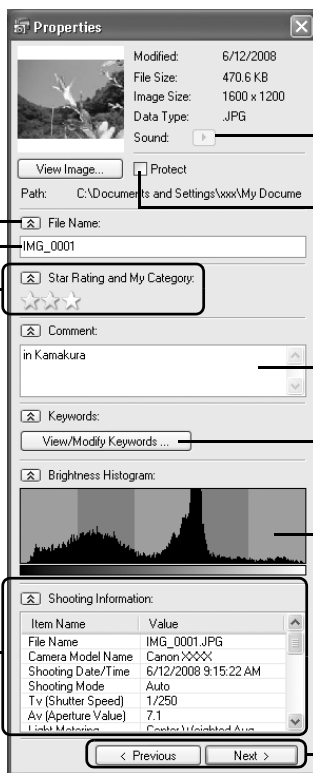 Properties
Modified: 6/12/2008
File Size: 470.6 KB
Image Size: 1600 x 1200
Data Type: .JPG
Sound:
View Image... Protect
Path: C:\Documents and Settings\xxx\My Docume
File Name:
IMG_0001
Star Rating and My Category:
Comment:
in Kamakura
Keywords:
View/Modify Keywords ...
Brightness Histogram:
Shooting Information:
Item Name Value
File Name IMG_0001.JPG
Camera Model Name Canon XXXX
Shooting Date/Time 6/12/2008 9:15:22 AM
Shooting Mode Auto
Tv (Shutter Speed) 1/250
Av (Aperture Value) 7.1
Light Metering
< Previous Next >